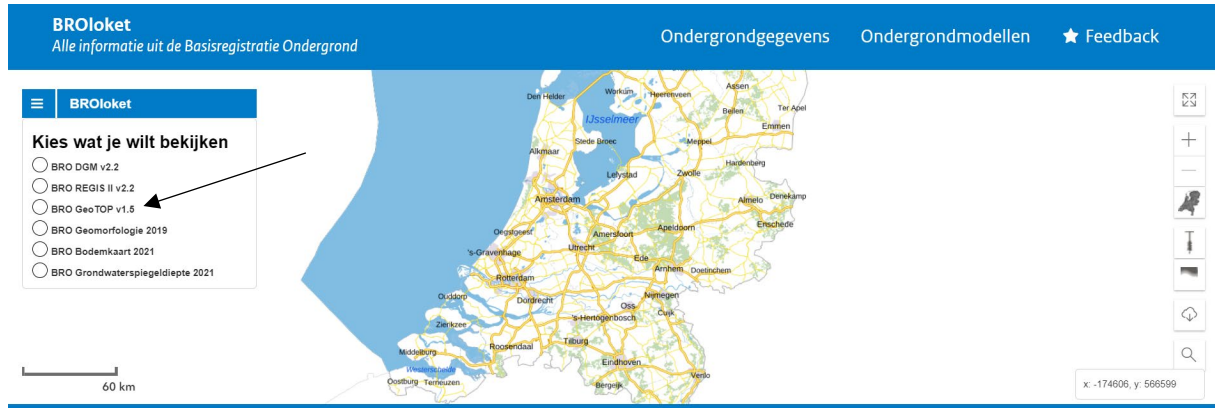 BROloket
Alle informatie uit de Basisregistratie Ondergrond
Ondergrondgegevens
Ondergrondmodellen
Feedback
BROloket
Kies wat je wilt bekijken
BRO DGM v2.2
BRO REGIS II v2.2
BRO GeoTOP v1.5
BRO Geomorfologie 2019
BRO Bodemkaart 2021
BRO Grondwaterspiegeldiepte 2021
60 km
Den Helder
Workum
Heerenveen
Assen
Beilen
Ter Apel
IJsselmeer
Emmen
Stede Broec
Meppel
Alkmaar
Hardenberg
Lelystad
Zwolle
Amsterdam
Almelo
Denekamp
Oegstgeest
Amersfoort
Apeldoorn
Enschede
's-Gravenhage
Utrecht
Ede
Arnhem
Doetinchem
Rotterdam
Ouddorp
Dordrecht
Nijmegen
Oss
Cuijk
's-Hertogenbosch
Zierikzee
Roosendaal
Tilburg
Middelburg
Eindhoven
Westerschelde
Venlo
Oostburg
Terneuzen
Bergeijk
x: -174606, y: 566599